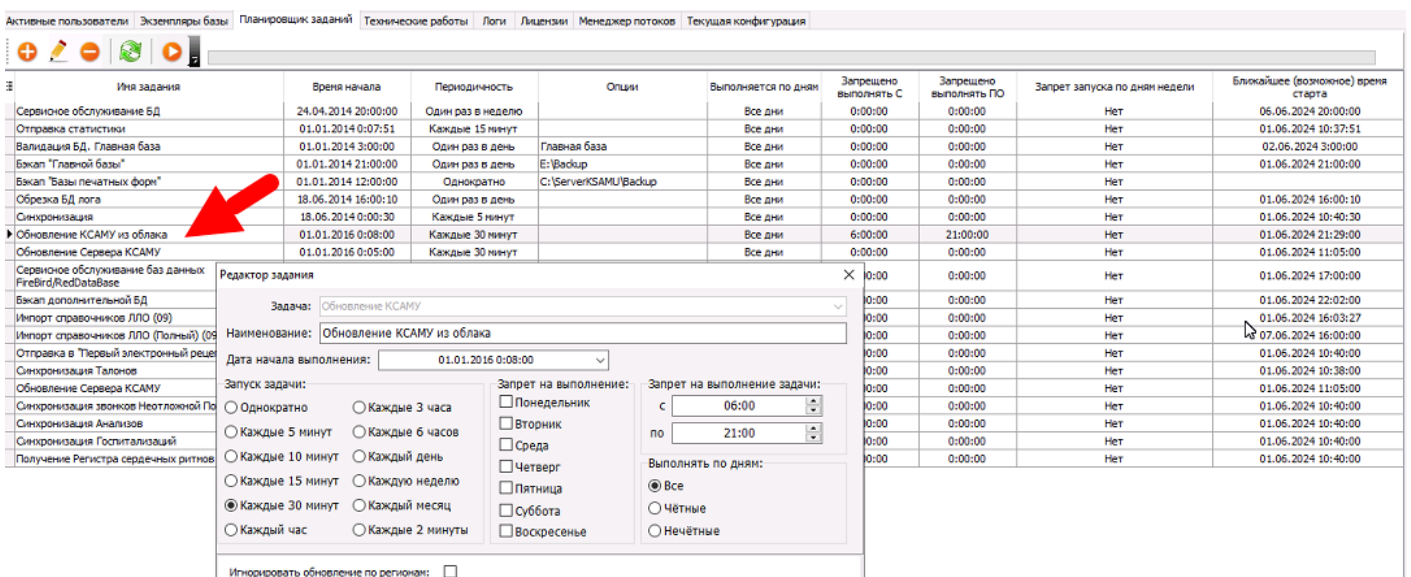 Активные пользователи Экземпляры базы Планировщик заданий Технические работы Логи Лицензии Менеджер потоков Текущая конфигурация
Имя задания Время начала Периодичность Опции Выполняется по дням Запрещено выполнять С Запрещено выполнять ПО Запрет запуска по дням недели Ближайшее (возможное) время старта
Сервисное обслуживание БД 24.04.2014 20:00:00 Один раз в неделю Все дни 0:00:00 0:00:00 Нет 06.06.2024 20:00:00
Отправка статистики 01.01.2014 0:07:51 Каждые 15 минут Все дни 0:00:00 0:00:00 Нет 01.06.2024 10:37:51
Валидация БД. Главная база 01.01.2014 3:00:00 Один раз в день Главная база Все дни 0:00:00 0:00:00 Нет 02.06.2024 3:00:00
Бэкап "Главной базы" 01.01.2014 21:00:00 Один раз в день E:\Backup Все дни 0:00:00 0:00:00 Нет 01.06.2024 21:00:00
Бэкап "Базы печатных форм" 01.01.2014 12:00:00 Однократно C:\ServerKSAMU\Backup Все дни 0:00:00 0:00:00 Нет
Обрезка БД лога 18.06.2014 16:00:10 Один раз в день Все дни 0:00:00 0:00:00 Нет 01.06.2024 16:00:10
Синхронизация 18.06.2014 0:00:30 Каждые 5 минут Все дни 0:00:00 0:00:00 Нет 01.06.2024 10:40:30
Обновление КСАМУ из облака 01.01.2016 0:08:00 Каждые 30 минут Все дни 6:00:00 21:00:00 Нет 01.06.2024 21:29:00
Обновление Сервера КСАМУ 01.01.2016 0:05:00 Каждые 30 минут Все дни 0:00:00 0:00:00 Нет 01.06.2024 11:05:00
Сервисное обслуживание баз данных FireBird/RedDataBase 0:00 0:00:00 Нет 01.06.2024 17:00:00
Бэкап дополнительной БД 0:00 0:00:00 Нет 01.06.2024 22:02:00
Импорт справочников ЛЛО (09) 0:00 0:00:00 Нет 01.06.2024 16:03:27
Импорт справочников ЛЛО (Полный) (09 0:00 0:00:00 Нет 07.06.2024 16:00:00
Отправка в "Первый электронный рецеп 0:00 0:00:00 Нет 01.06.2024 10:40:00
Синхронизация Талонов 0:00 0:00:00 Нет 01.06.2024 10:38:00
Обновление Сервера КСАМУ 0:00 0:00:00 Нет 01.06.2024 11:05:00
Синхронизация звонков Неотложной По 0:00 0:00:00 Нет 01.06.2024 10:40:00
Синхронизация Анализов 0:00 0:00:00 Нет 01.06.2024 10:40:00
Синхронизация Госпитализаций 0:00 0:00:00 Нет 01.06.2024 10:40:00
Получение Регистра сердечных ритмов 0:00 0:00:00 Нет 01.06.2024 10:40:00
Редактор задания
Задача: Обновление КСАМУ
Наименование: Обновление КСАМУ из облака
Дата начала выполнения: 01.01.2016 0:08:00
Запуск задачи: Запрет на выполнение: Запрет на выполнение задачи:
Однократно Каждые 3 часа Понедельник с 06:00
Каждые 5 минут Каждые 6 часов Вторник по 21:00
Каждые 10 минут Каждый день Среда
Каждые 15 минут Каждую неделю Четверг Выполнять по дням:
Каждые 30 минут Каждый месяц Пятница Все
Каждый час Каждые 2 минуты Суббота Чётные
Воскресенье Нечётные
Игнорировать обновление по регионам: